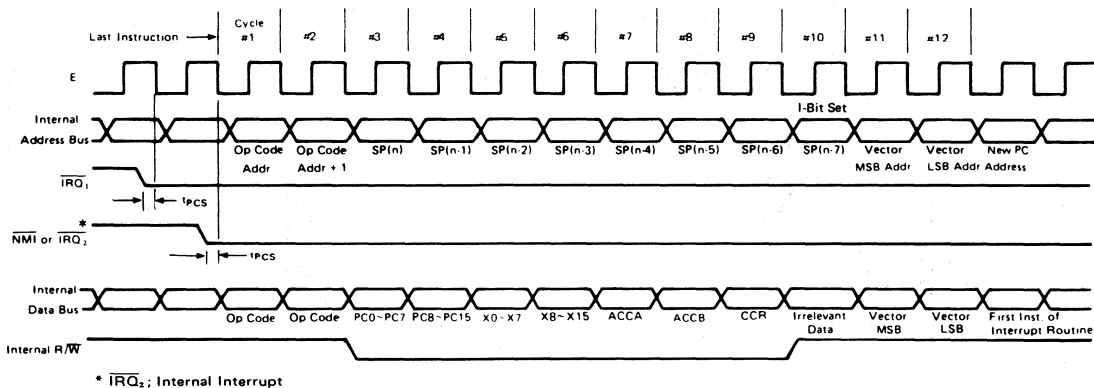 Last Instruction
Cycle
#1 #2 #3 #4 #5 #6 #7 #8 #9 #10 #11 #12
E
I-Bit Set
Internal
Address Bus
Op Code Op Code SP(n) SP(n-1) SP(n-2) SP(n-3) SP(n-4) SP(n-5) SP(n-6) SP(n-7) Vector Vector New PC
Addr Addr + 1 MSB Addr LSB Addr Address
IRQ₁
tPCS
*
NMI or IRQ₂
tPCS
Internal
Data Bus
Op Code Op Code PC0~PC7 PC8~PC15 X0~X7 X8~X15 ACCA ACCB CCR Irrelevant Vector Vector First Inst. of
Data MSB LSB Interrupt Routine
Internal R/W
* IRQ₂; Internal Interrupt